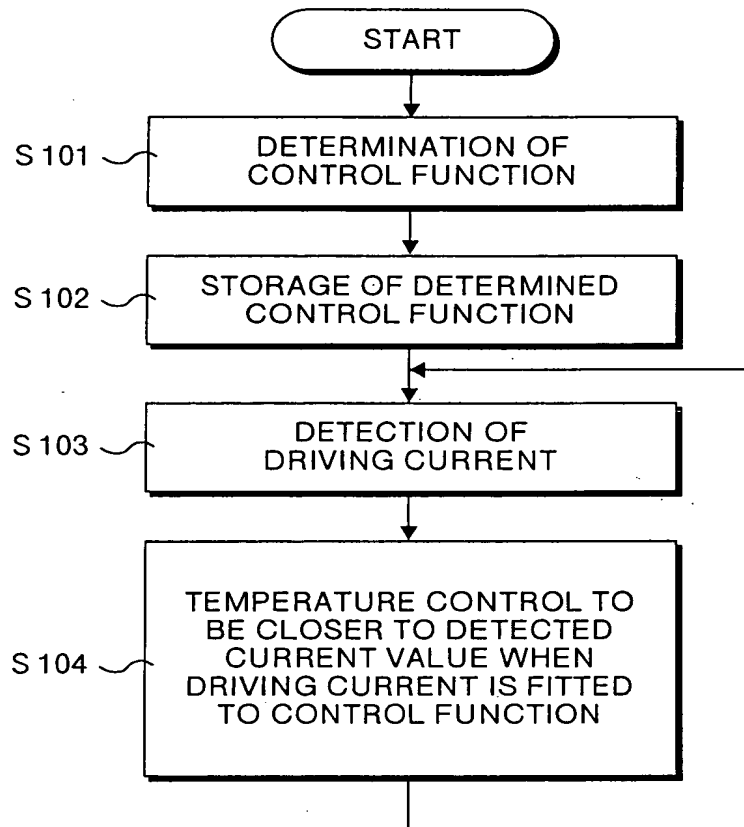 START
S 101
DETERMINATION OF
CONTROL FUNCTION
S 102
STORAGE OF DETERMINED
CONTROL FUNCTION
S 103
DETECTION OF
DRIVING CURRENT
S 104
TEMPERATURE CONTROL TO
BE CLOSER TO DETECTED
CURRENT VALUE WHEN
DRIVING CURRENT IS FITTED
TO CONTROL FUNCTION